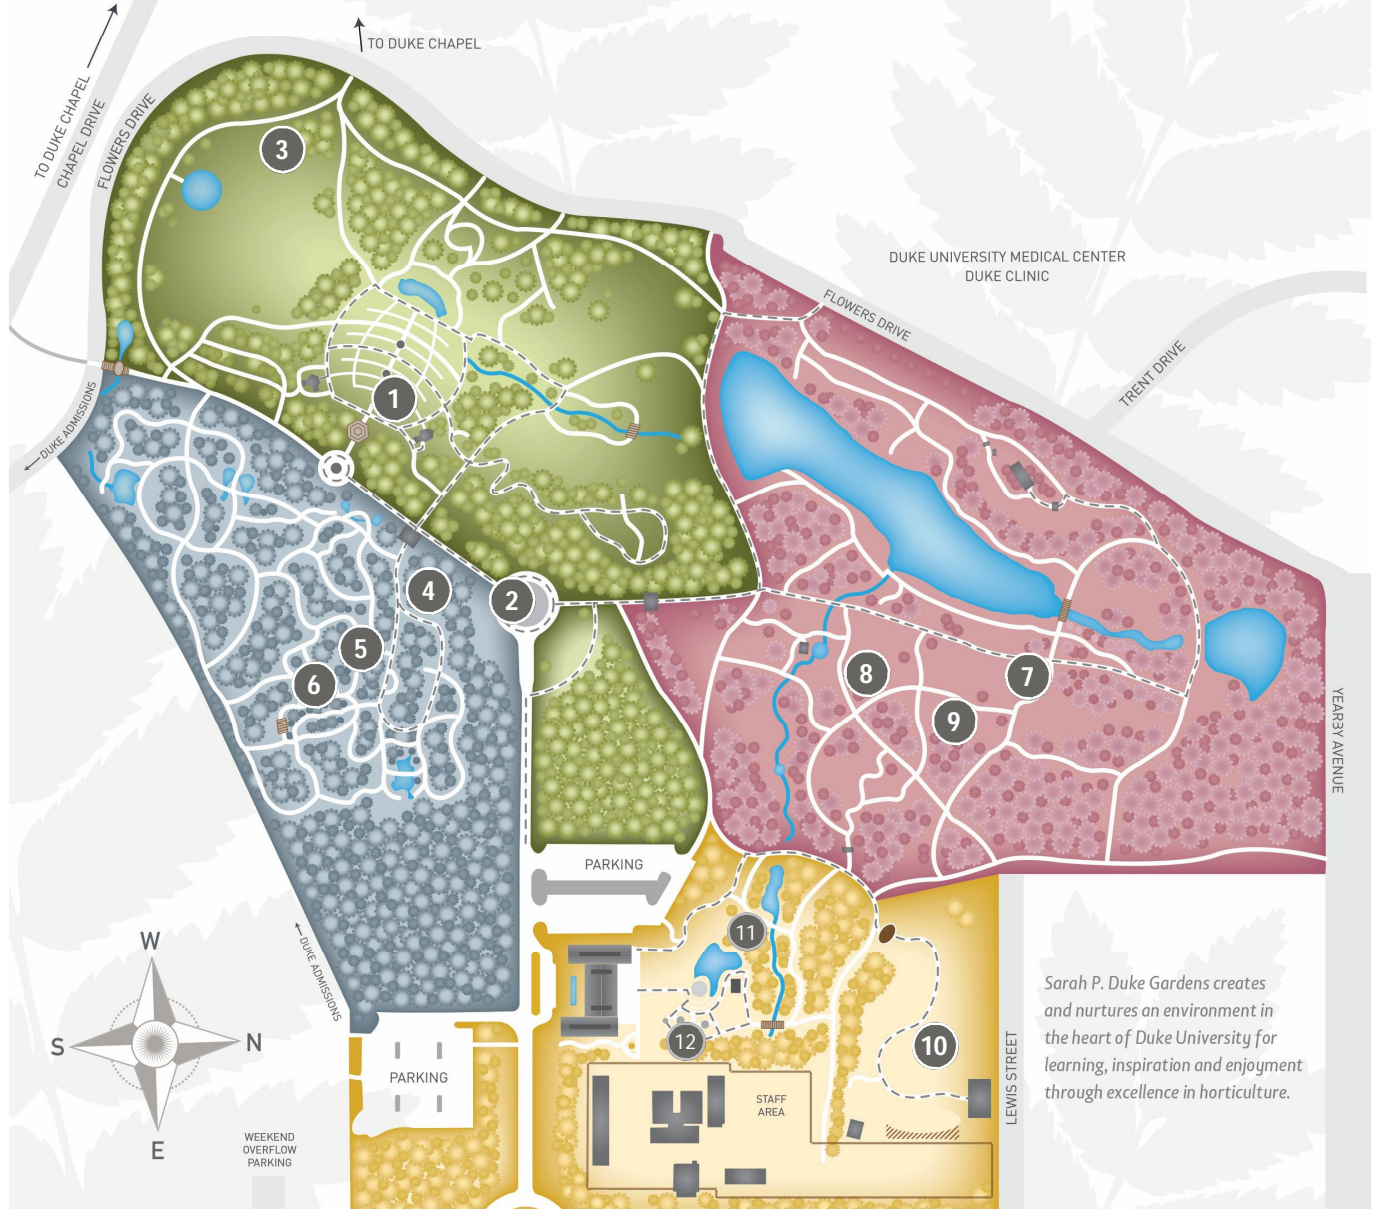 TO DUKE CHAPEL
TO DUKE CHAPEL
CHAPEL DRIVE
FLOWERS DRIVE
3
DUKE UNIVERSITY MEDICAL CENTER
DUKE CLINIC
FLOWERS DRIVE
TRENT DRIVE
DUKE ADMISSIONS
1
4
2
5
6
8
7
9
YEARBY AVENUE
PARKING
11
DUKE ADMISSIONS
W
S
N
E
12
10
Sarah P. Duke Gardens creates
and nurtures an environment in
the heart of Duke University for
learning, inspiration and enjoyment
through excellence in horticulture.
LEWIS STREET
PARKING
STAFF
AREA
WEEKEND
OVERFLOW
PARKING